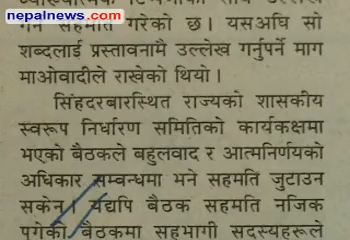 nepalnews.com
गर्न सहमति गरेको छ। यसअघि सो
शब्दलाई प्रस्तावनामै उल्लेख गर्नुपर्ने माग
माओवादीले राखेको थियो।
सिंहदरबारस्थित राज्यको शासकीय
स्वरूप निर्धारण समितिको कार्यकक्षमा
भएको बैठकले बहुलवाद र आत्मनिर्णयको
अधिकार सम्वन्धमा भने सहमति जुटाउन
सकेन। यद्यपि बैठक सहमति नजिक
पुगेको बैठकमा सहभागी सदस्यहरूले